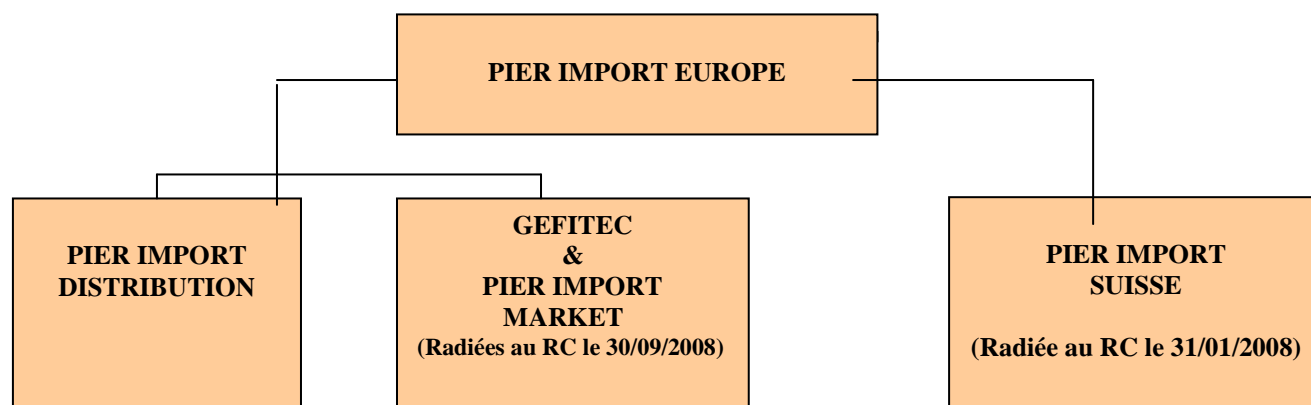 PIER IMPORT EUROPE
PIER IMPORT
DISTRIBUTION
GEFITEC
&
PIER IMPORT
MARKET
(Radiées au RC le 30/09/2008)
PIER IMPORT
SUISSE
(Radiée au RC le 31/01/2008)